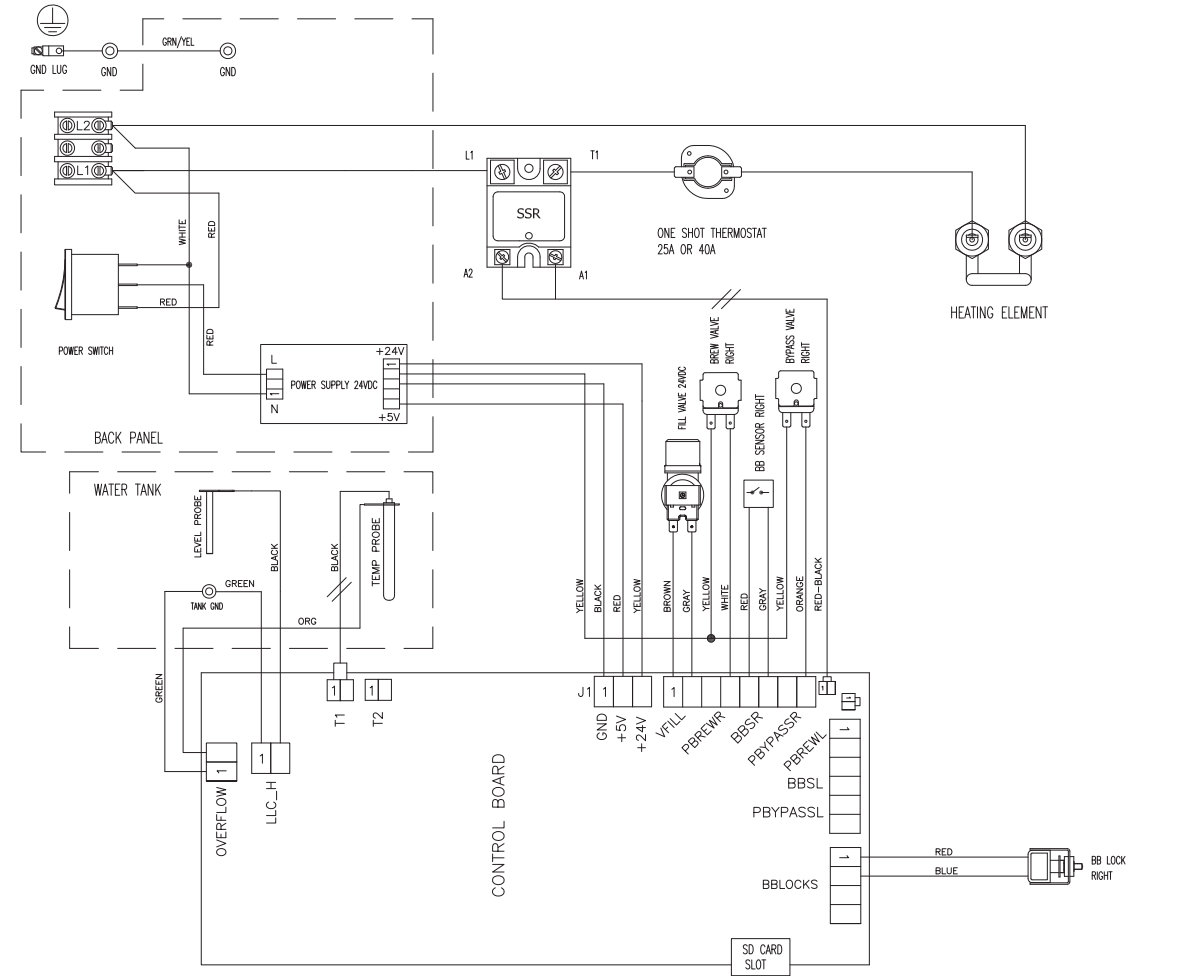 GRN/YEL
GND LUG
GND
GND
L2
L1
L1
T1
SSR
A2
A1
ONE SHOT THERMOSTAT
25A OR 40A
HEATING ELEMENT
WHITE
RED
RED
RED
POWER SWITCH
L
1
N
POWER SUPPLY 24VDC
+24V
1
+5V
BACK PANEL
WATER TANK
LEVEL PROBE
BLACK
BLACK
TEMP PROBE
GREEN
TANK GND
ORG
GREEN
FILL VALVE 24VDC
BREW VALVE
RIGHT
BB SENSOR RIGHT
BYPASS VALVE
RIGHT
YELLOW
BLACK
RED
YELLOW
BROWN
GRAY
YELLOW
WHITE
RED
GRAY
YELLOW
ORANGE
RED-BLACK
1
T1
1
T2
J1
1
GND
+5V
+24V
1
VFILL
PBREWR
BBSR
PBYPASSR
1
1
PBREWL
1
BBSL
PBYPASSL
1
OVERFLOW
1
LLC_H
CONTROL BOARD
1
BBLOCKS
RED
BLUE
BB LOCK
RIGHT
SD CARD
SLOT